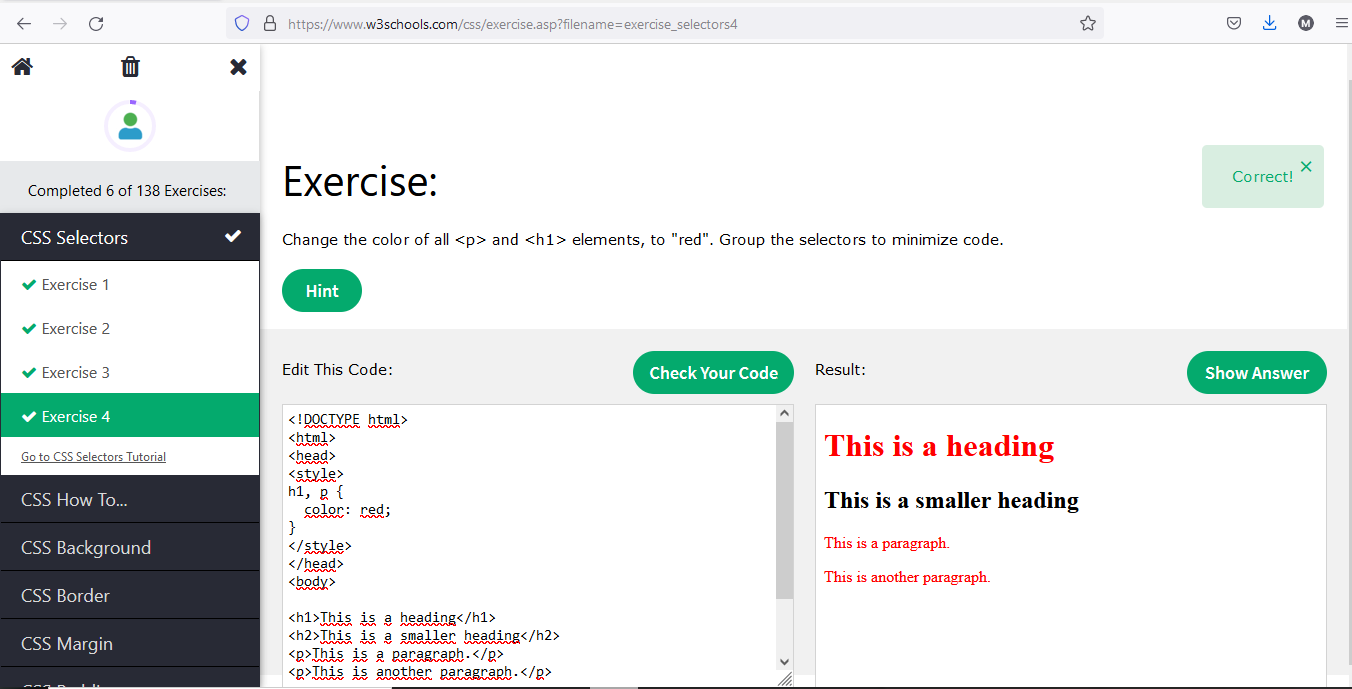 https://www.w3schools.com/css/exercise.asp?filename=exercise_selectors4
M
Completed 6 of 138 Exercises:
CSS Selectors
Exercise 1
Exercise 2
Exercise 3
Exercise 4
Go to CSS Selectors Tutorial
CSS How To...
CSS Background
CSS Border
CSS Margin
Exercise:
Correct!
Change the color of all <p> and <h1> elements, to "red". Group the selectors to minimize code.
Hint
Edit This Code:
Check Your Code
<!DOCTYPE html>
<html>
<head>
<style>
h1, p {
  color: red;
}
</style>
</head>
<body>
<h1>This is a heading</h1>
<h2>This is a smaller heading</h2>
<p>This is a paragraph.</p>
<p>This is another paragraph.</p>
Result:
Show Answer
This is a heading
This is a smaller heading
This is a paragraph.
This is another paragraph.